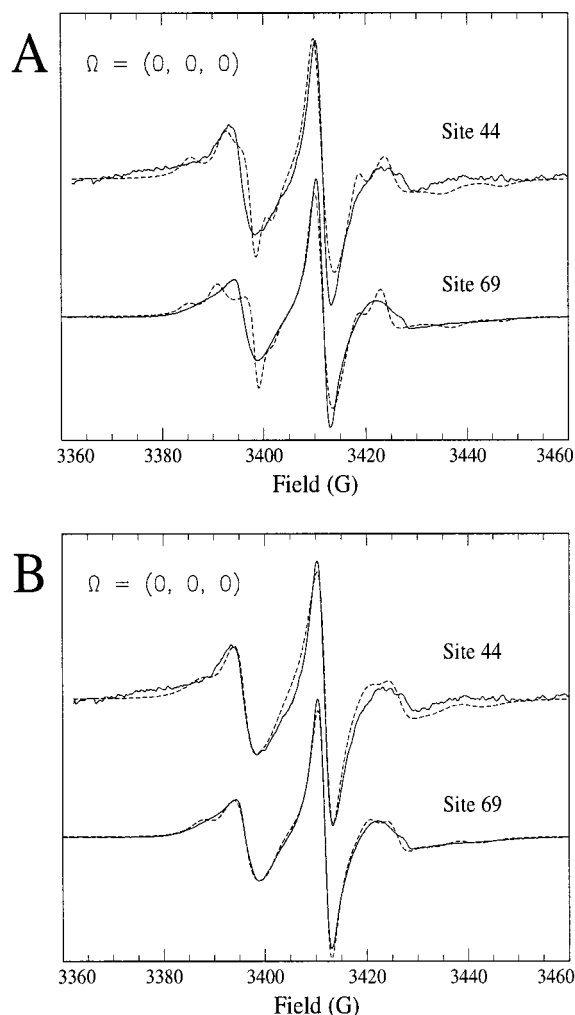 A
Ω = (0, 0, 0)
Site 44
Site 69
3360 3380 3400 3420 3440 3460
Field (G)
B
Ω = (0, 0, 0)
Site 44
Site 69
3360 3380 3400 3420 3440 3460
Field (G)